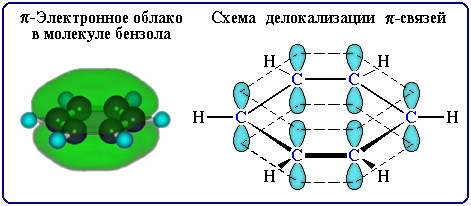 π-Электронное облако
в молекуле бензола
Схема делокализации π-связей
H H
C C
H C C H
C C
H H